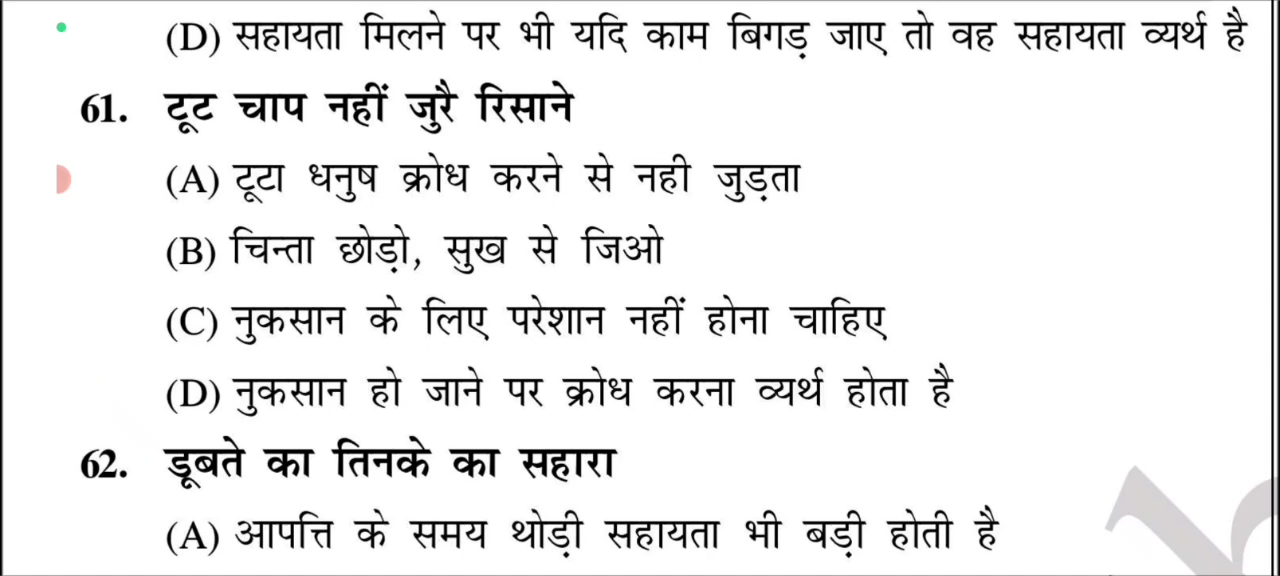 (D) सहायता मिलने पर भी यदि काम बिगड़ जाए तो वह सहायता व्यर्थ है
61. टूट चाप नहीं जुरै रिसाने
(A) टूटा धनुष क्रोध करने से नही जुड़ता
(B) चिन्ता छोड़ो, सुख से जिओ
(C) नुकसान के लिए परेशान नहीं होना चाहिए
(D) नुकसान हो जाने पर क्रोध करना व्यर्थ होता है
62. डूबते का तिनके का सहारा
(A) आपत्ति के समय थोड़ी सहायता भी बड़ी होती है